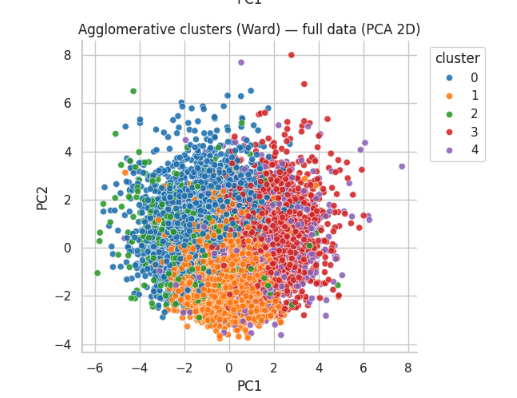 PC1
Agglomerative clusters (Ward) — full data (PCA 2D)
cluster
0
1
2
3
4
PC2
8
6
4
2
0
−2
−4
−6 −4 −2 0 2 4 6 8
PC1